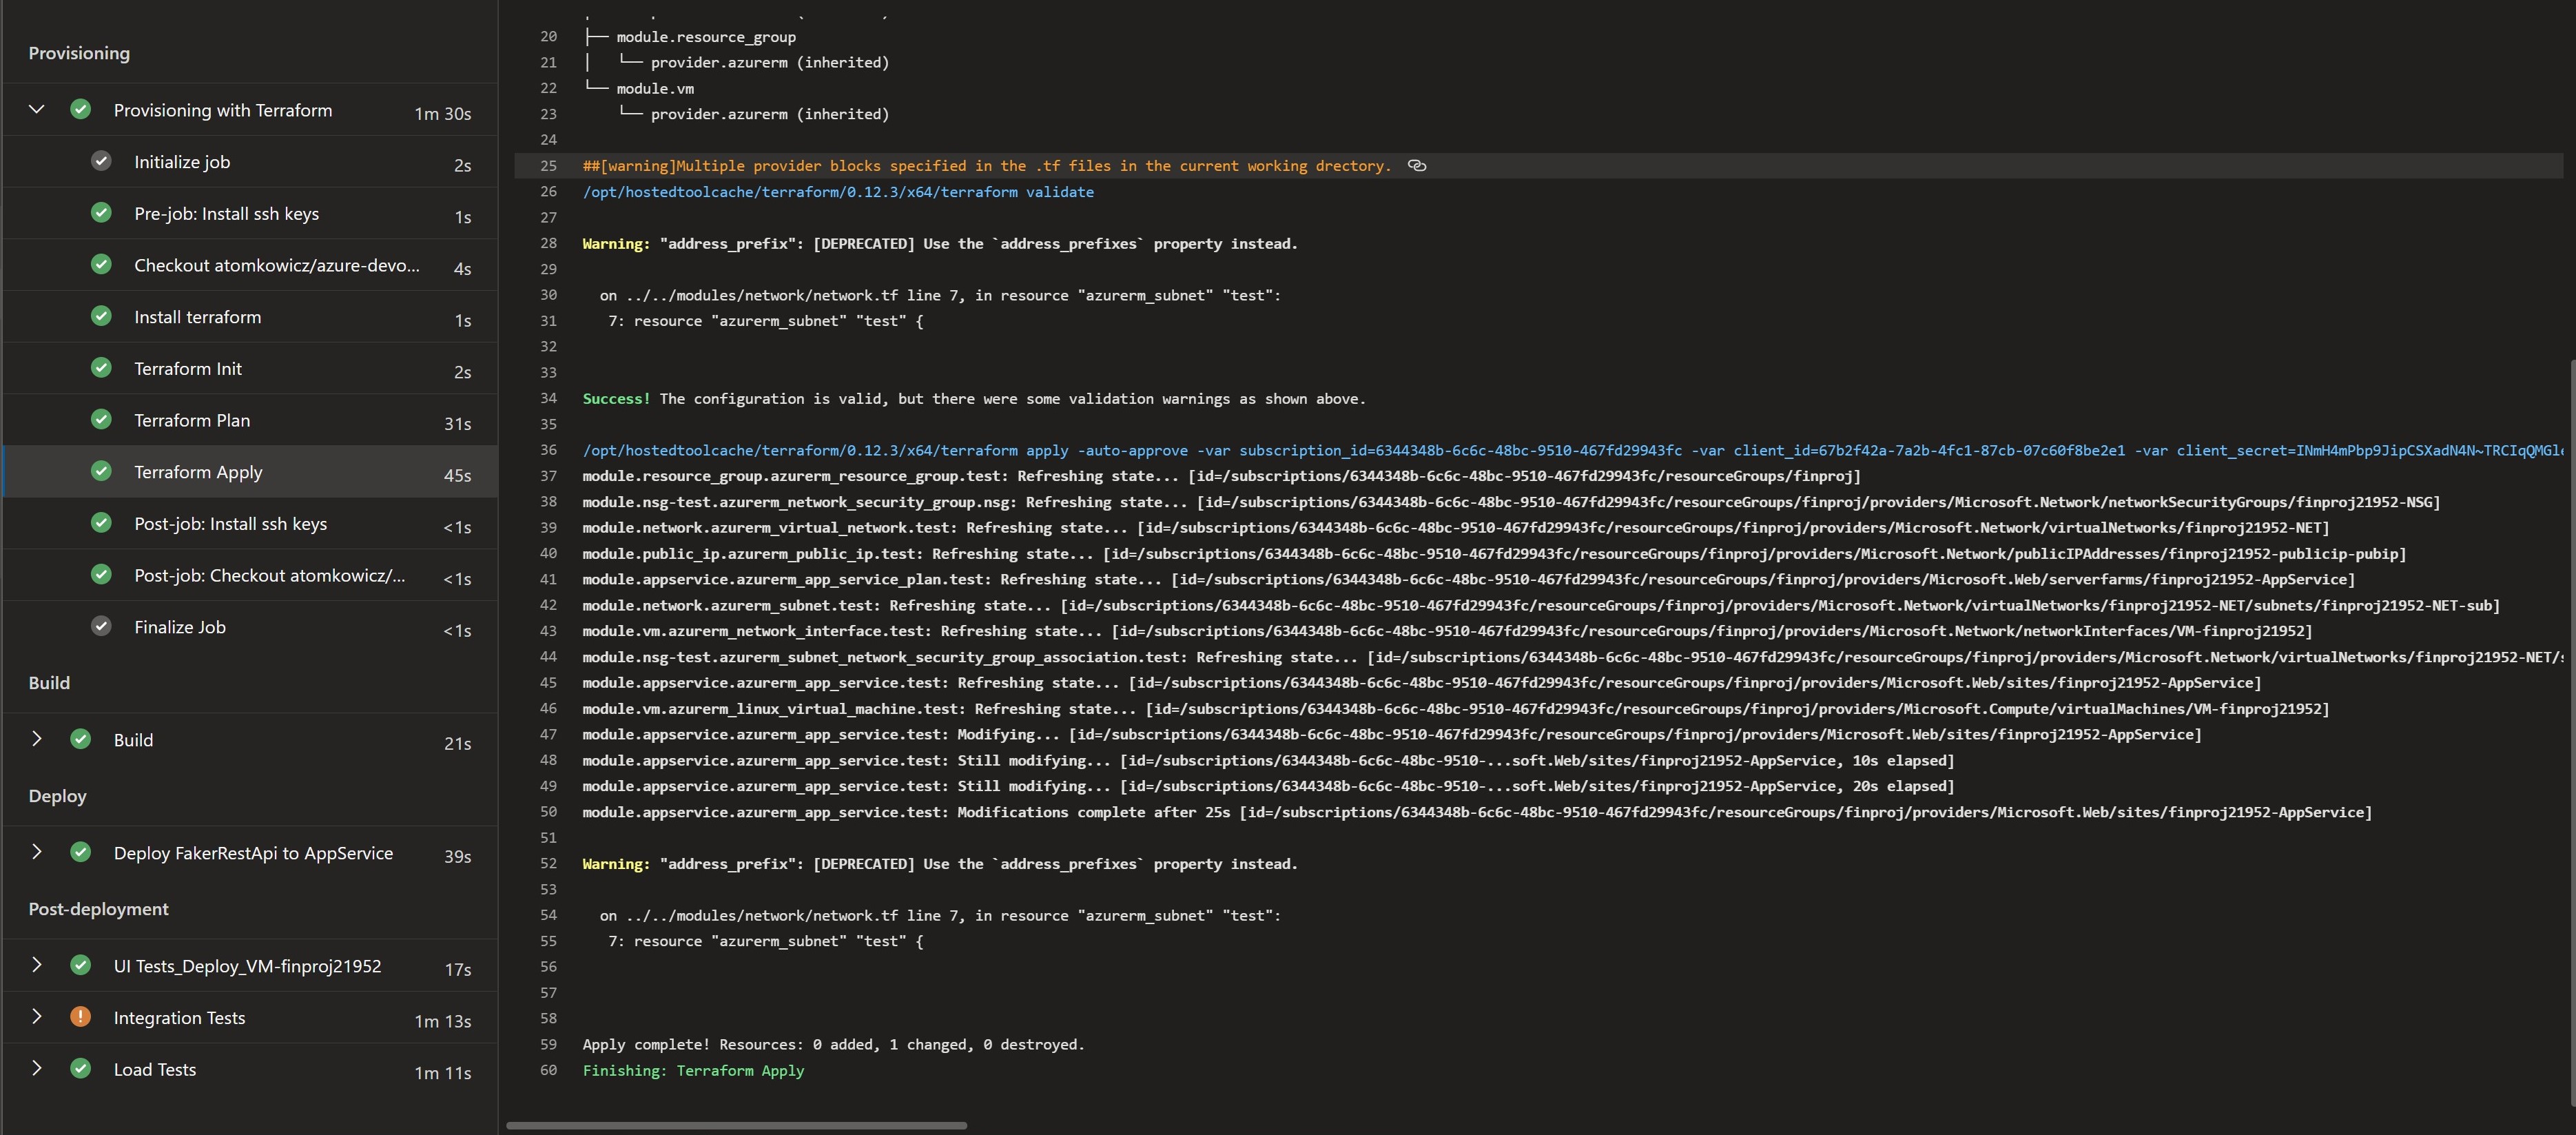 Provisioning
Provisioning with Terraform 1m 30s
Initialize job 2s
Pre-job: Install ssh keys 1s
Checkout atomkowicz/azure-devo... 4s
Install terraform 1s
Terraform Init 2s
Terraform Plan 31s
Terraform Apply 45s
Post-job: Install ssh keys <1s
Post-job: Checkout atomkowicz/... <1s
Finalize Job <1s
Build
Build 21s
Deploy
Deploy FakerRestApi to AppService 39s
Post-deployment
UI Tests_Deploy_VM-finproj21952 17s
Integration Tests 1m 13s
Load Tests 1m 11s
20 ├── module.resource_group
21 │   └── provider.azurerm (inherited)
22 └── module.vm
23     └── provider.azurerm (inherited)
24
25 ##[warning]Multiple provider blocks specified in the .tf files in the current working drectory.
26 /opt/hostedtoolcache/terraform/0.12.3/x64/terraform validate
27
28 Warning: "address_prefix": [DEPRECATED] Use the `address_prefixes` property instead.
29
30   on ../../modules/network/network.tf line 7, in resource "azurerm_subnet" "test":
31    7: resource "azurerm_subnet" "test" {
32
33
34 Success! The configuration is valid, but there were some validation warnings as shown above.
35
36 /opt/hostedtoolcache/terraform/0.12.3/x64/terraform apply -auto-approve -var subscription_id=6344348b-6c6c-48bc-9510-467fd29943fc -var client_id=67b2f42a-7a2b-4fc1-87cb-07c60f8be2e1 -var client_secret=INmH4mPbp9JipCSXadN4N~TRCIqQMGle
37 module.resource_group.azurerm_resource_group.test: Refreshing state... [id=/subscriptions/6344348b-6c6c-48bc-9510-467fd29943fc/resourceGroups/finproj]
38 module.nsg-test.azurerm_network_security_group.nsg: Refreshing state... [id=/subscriptions/6344348b-6c6c-48bc-9510-467fd29943fc/resourceGroups/finproj/providers/Microsoft.Network/networkSecurityGroups/finproj21952-NSG]
39 module.network.azurerm_virtual_network.test: Refreshing state... [id=/subscriptions/6344348b-6c6c-48bc-9510-467fd29943fc/resourceGroups/finproj/providers/Microsoft.Network/virtualNetworks/finproj21952-NET]
40 module.public_ip.azurerm_public_ip.test: Refreshing state... [id=/subscriptions/6344348b-6c6c-48bc-9510-467fd29943fc/resourceGroups/finproj/providers/Microsoft.Network/publicIPAddresses/finproj21952-publicip-pubip]
41 module.appservice.azurerm_app_service_plan.test: Refreshing state... [id=/subscriptions/6344348b-6c6c-48bc-9510-467fd29943fc/resourceGroups/finproj/providers/Microsoft.Web/serverfarms/finproj21952-AppService]
42 module.network.azurerm_subnet.test: Refreshing state... [id=/subscriptions/6344348b-6c6c-48bc-9510-467fd29943fc/resourceGroups/finproj/providers/Microsoft.Network/virtualNetworks/finproj21952-NET/subnets/finproj21952-NET-sub]
43 module.vm.azurerm_network_interface.test: Refreshing state... [id=/subscriptions/6344348b-6c6c-48bc-9510-467fd29943fc/resourceGroups/finproj/providers/Microsoft.Network/networkInterfaces/VM-finproj21952]
44 module.nsg-test.azurerm_subnet_network_security_group_association.test: Refreshing state... [id=/subscriptions/6344348b-6c6c-48bc-9510-467fd29943fc/resourceGroups/finproj/providers/Microsoft.Network/virtualNetworks/finproj21952-NET/s
45 module.appservice.azurerm_app_service.test: Refreshing state... [id=/subscriptions/6344348b-6c6c-48bc-9510-467fd29943fc/resourceGroups/finproj/providers/Microsoft.Web/sites/finproj21952-AppService]
46 module.vm.azurerm_linux_virtual_machine.test: Refreshing state... [id=/subscriptions/6344348b-6c6c-48bc-9510-467fd29943fc/resourceGroups/finproj/providers/Microsoft.Compute/virtualMachines/VM-finproj21952]
47 module.appservice.azurerm_app_service.test: Modifying... [id=/subscriptions/6344348b-6c6c-48bc-9510-467fd29943fc/resourceGroups/finproj/providers/Microsoft.Web/sites/finproj21952-AppService]
48 module.appservice.azurerm_app_service.test: Still modifying... [id=/subscriptions/6344348b-6c6c-48bc-9510-...soft.Web/sites/finproj21952-AppService, 10s elapsed]
49 module.appservice.azurerm_app_service.test: Still modifying... [id=/subscriptions/6344348b-6c6c-48bc-9510-...soft.Web/sites/finproj21952-AppService, 20s elapsed]
50 module.appservice.azurerm_app_service.test: Modifications complete after 25s [id=/subscriptions/6344348b-6c6c-48bc-9510-467fd29943fc/resourceGroups/finproj/providers/Microsoft.Web/sites/finproj21952-AppService]
51
52 Warning: "address_prefix": [DEPRECATED] Use the `address_prefixes` property instead.
53
54   on ../../modules/network/network.tf line 7, in resource "azurerm_subnet" "test":
55    7: resource "azurerm_subnet" "test" {
56
57
58
59 Apply complete! Resources: 0 added, 1 changed, 0 destroyed.
60 Finishing: Terraform Apply